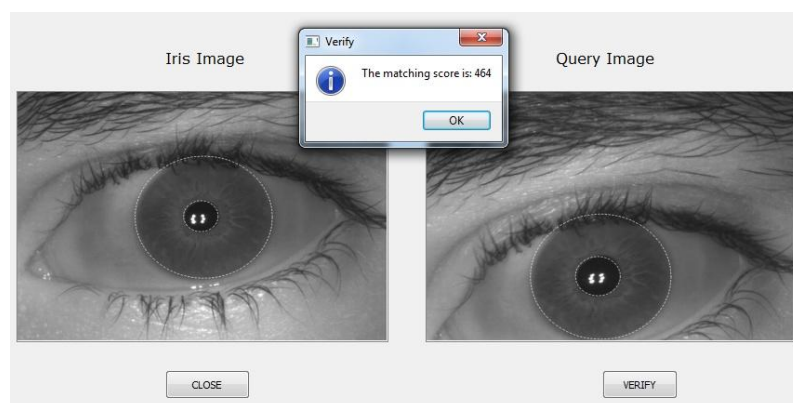 Verify
Iris Image
The matching score is: 464
Query Image
OK
CLOSE
VERIFY